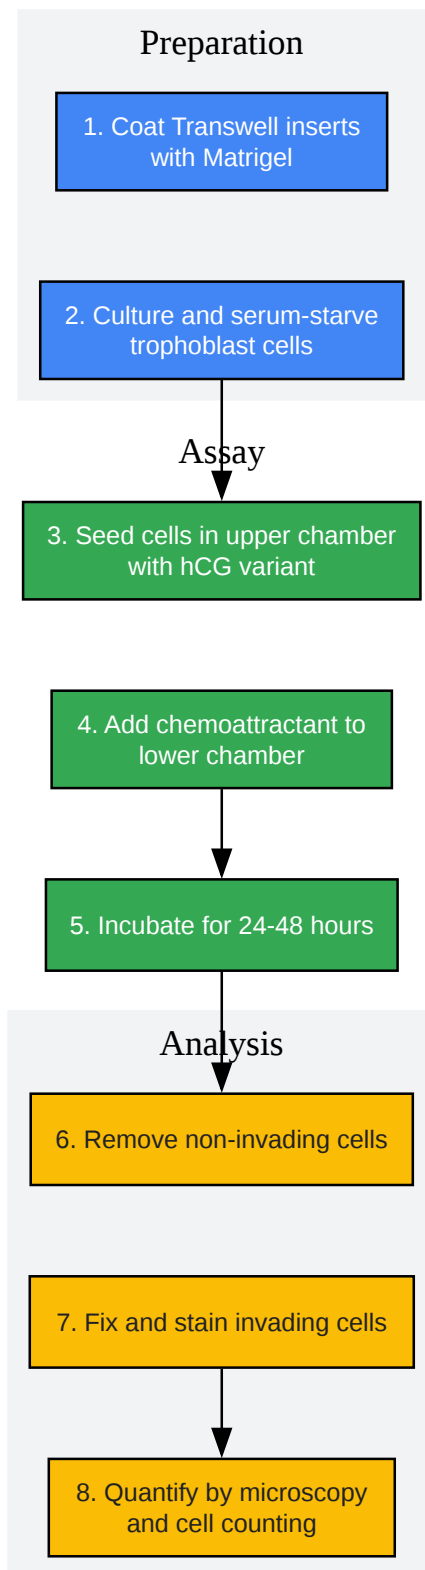 Preparation
1. Coat Transwell inserts
with Matrigel
2. Culture and serum-starve
trophoblast cells
Assay
3. Seed cells in upper chamber
with hCG variant
4. Add chemoattractant to
lower chamber
5. Incubate for 24-48 hours
Analysis
6. Remove non-invading cells
7. Fix and stain invading cells
8. Quantify by microscopy
and cell counting